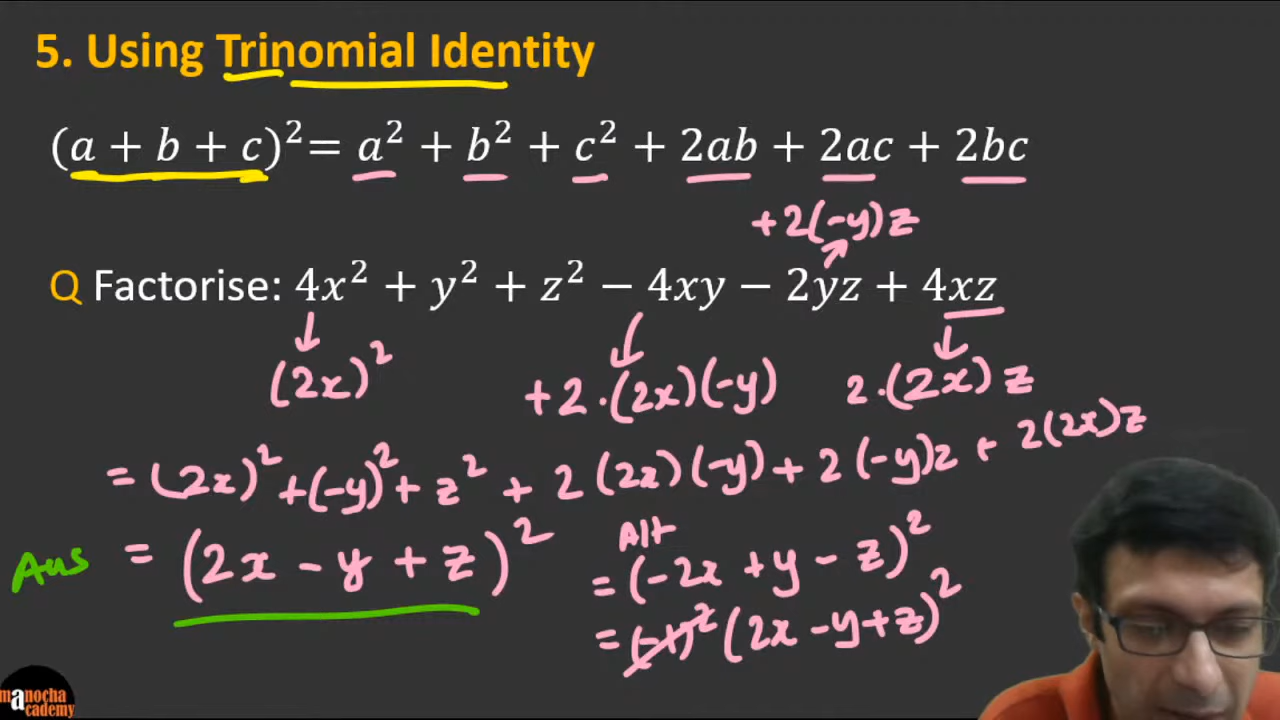 5. Using Trinomial Identity
(a + b + c)² = a² + b² + c² + 2ab + 2ac + 2bc
+2(-y)z
Q Factorise: 4x² + y² + z² − 4xy − 2yz + 4xz
(2x)² +2·(2x)(-y) 2·(2x)z
= (2x)² + (-y)² + z² + 2(2x)(-y) + 2(-y)z + 2(2x)z
Ans = (2x - y + z)²
Alt
= (-2x + y - z)²
= (-1)² (2x - y + z)²
manocha
academy